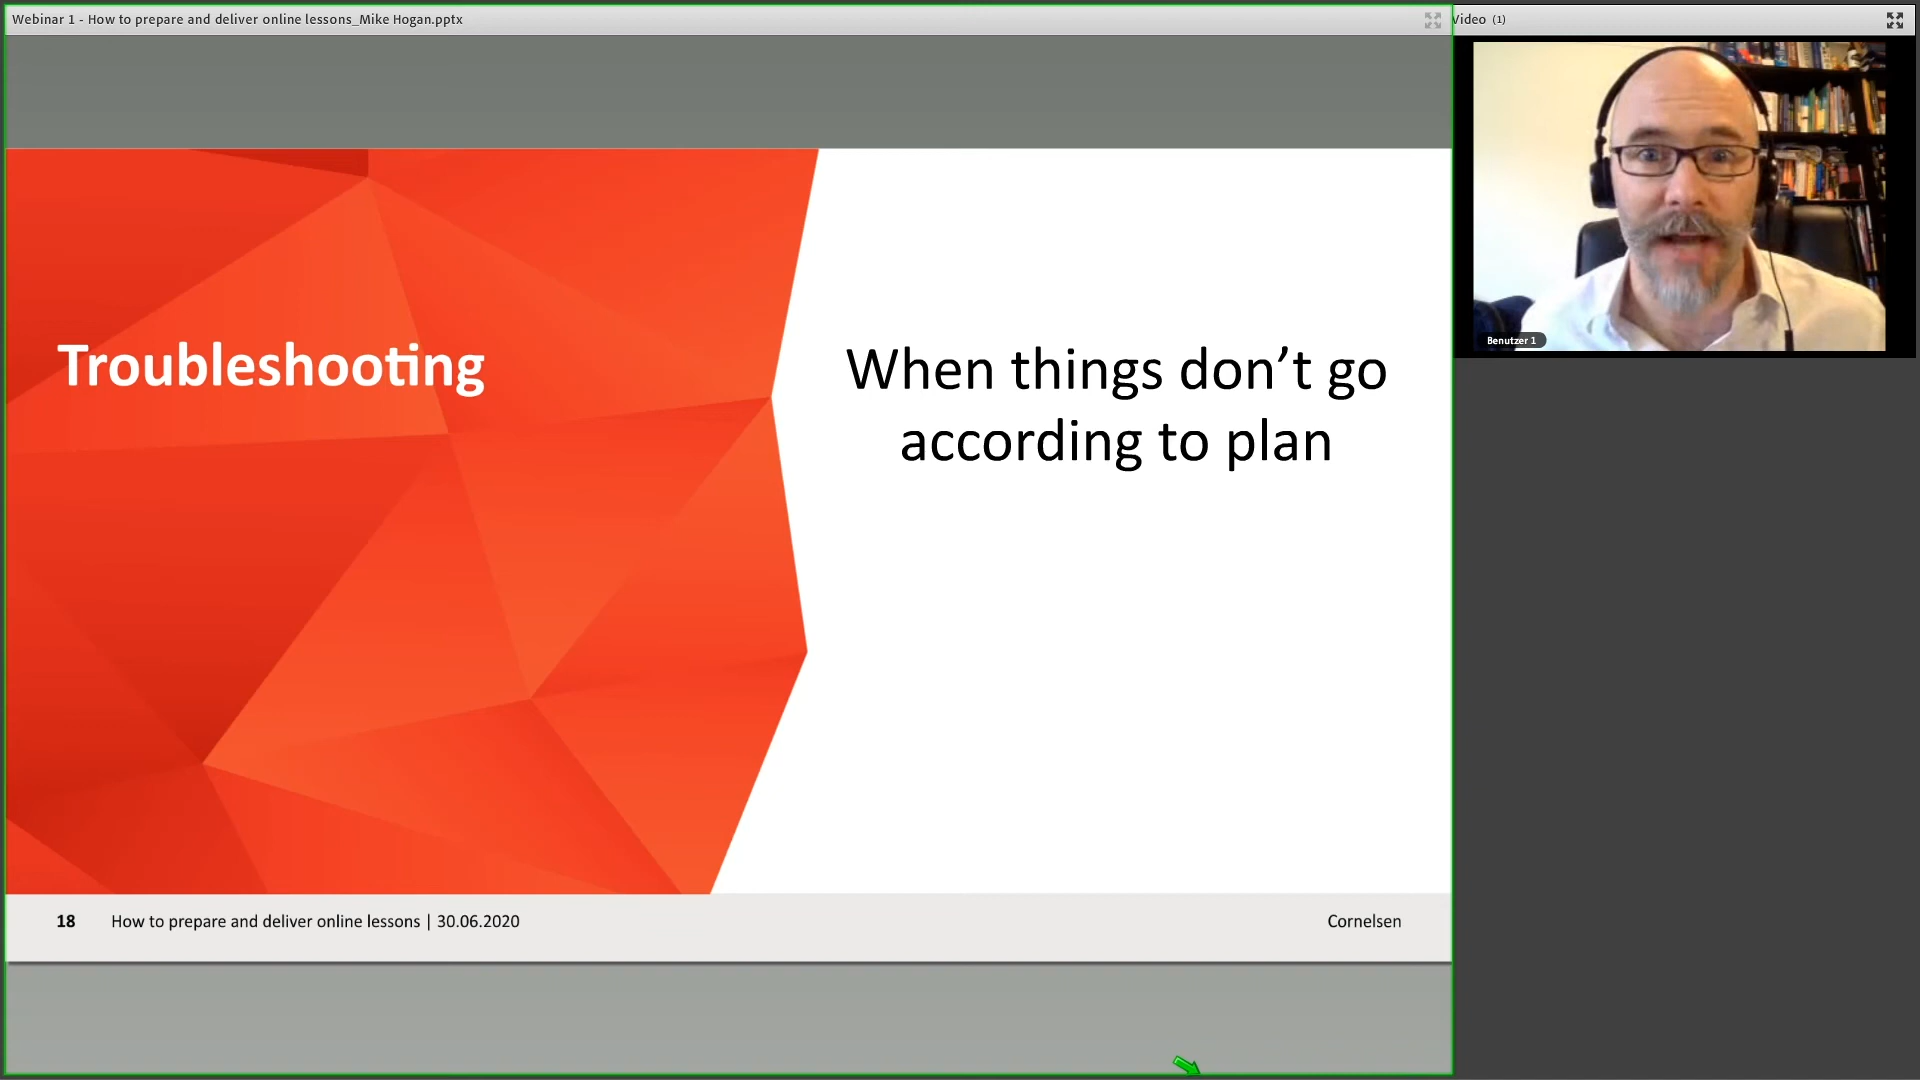 Webinar 1 - How to prepare and deliver online lessons_Mike Hogan.pptx
Video (1)
Troubleshooting
When things don’t go
according to plan
Benutzer 1
18 How to prepare and deliver online lessons | 30.06.2020 Cornelsen